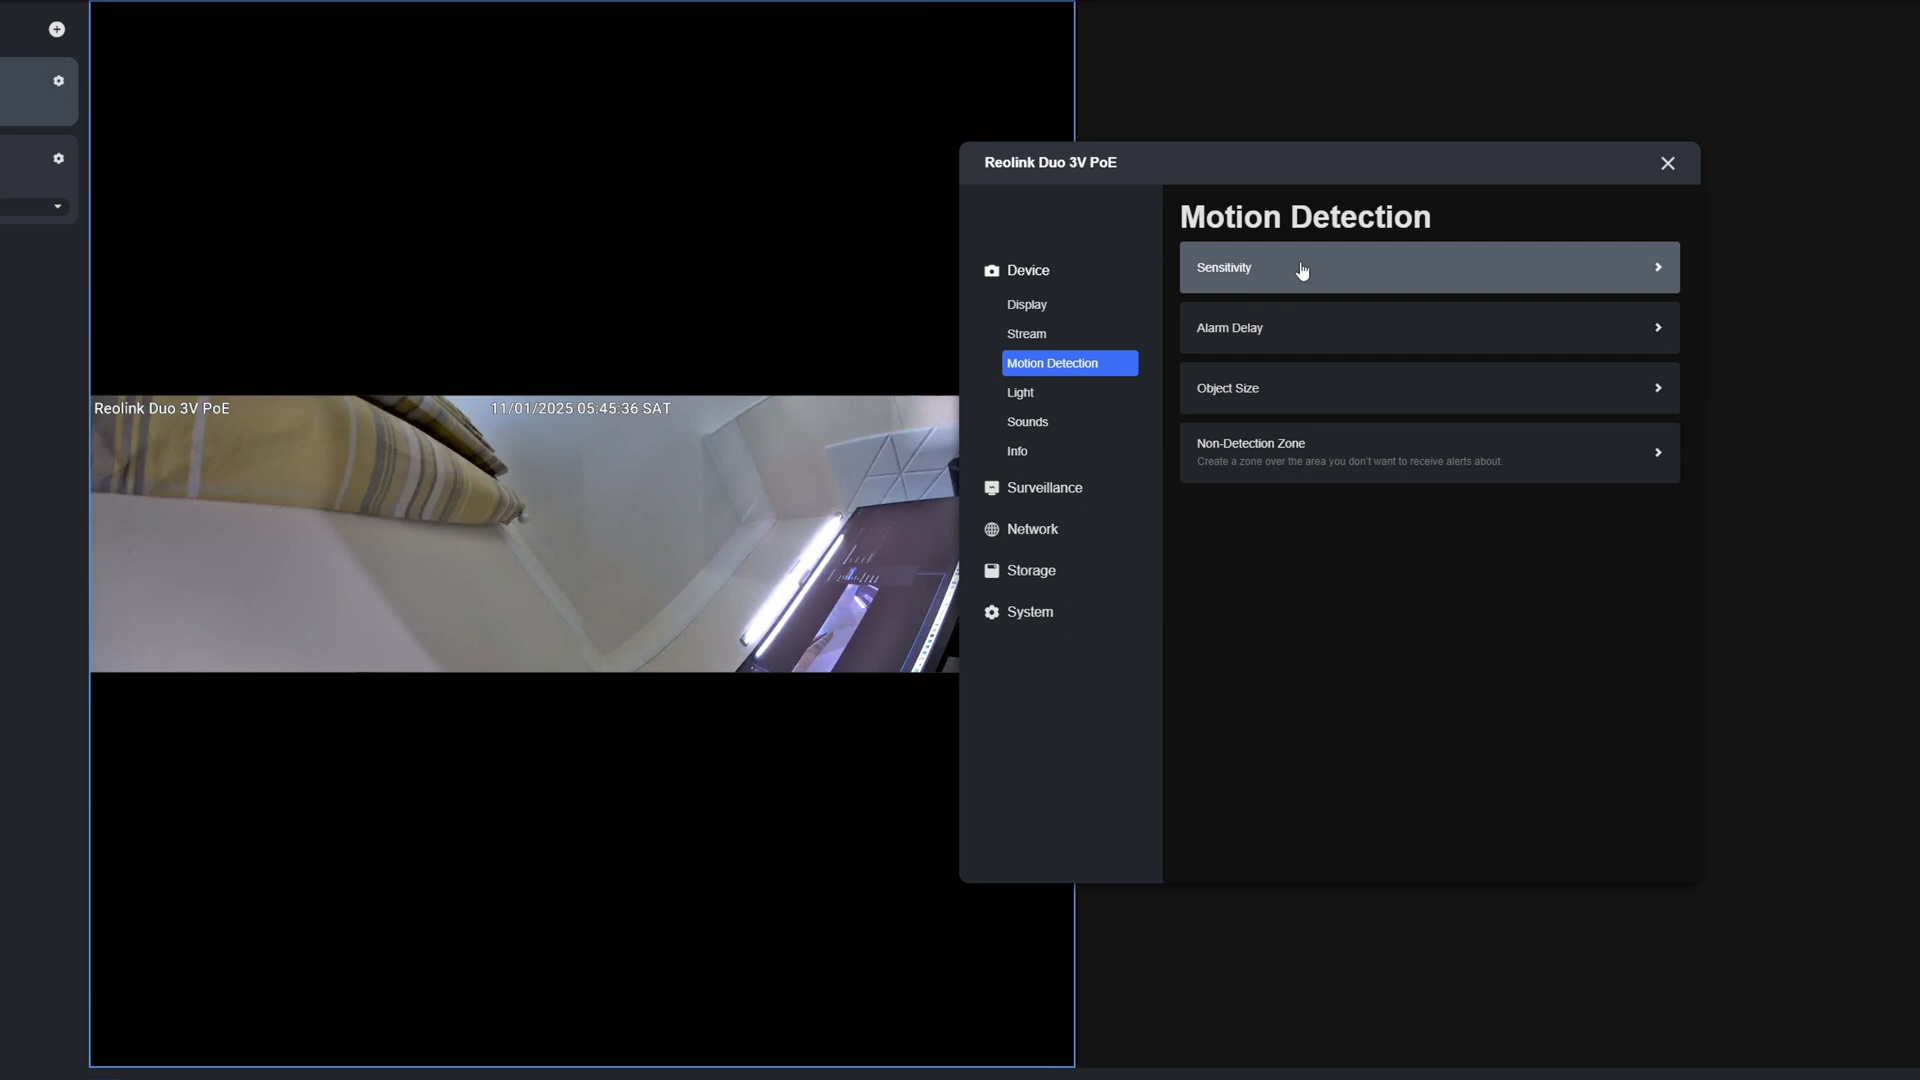 Reolink Duo 3V PoE
11/01/2025 05:45:36 SAT
Reolink Duo 3V PoE
Device
Display
Stream
Motion Detection
Light
Sounds
Info
Surveillance
Network
Storage
System
Motion Detection
Sensitivity
Alarm Delay
Object Size
Non-Detection Zone
Create a zone over the area you don't want to receive alerts about.